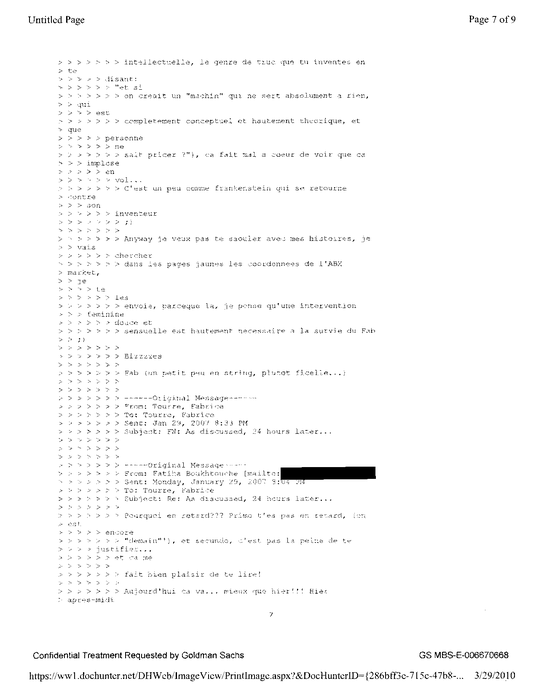 Untitled Page
Page 7 of 9
> > > > > > > intellectuelle, le genre de truc que tu inventes en
> te
> > > > > disant:
> > > > > > "et si
> > > > > > > on creait un "machin" qui ne sert absolument a rien,
> > qui
> > > > est
> > > > > > > completement conceptuel et hautement theorique, et
> que
> > > > > personne
> > > > > > ne
> > > > > > > sait pricer ?"), ca fait mal a coeur de voir que ca
> > > implose
> > > > > > en
> > > > > > > vol...
> > > > > > > C'est un peu comme frankenstein qui se retourne
> contre
> > > son
> > > > > > inventeur
> > > > > > > ;)
> > > > > > >
> > > > > > > Anyway je veux pas te saouler avec mes histoires, je
> > vais
> > > > > > chercher
> > > > > > > dans les pages jaunes les coordonnees de l'ABX
> market,
> > je
> > > > te
> > > > > > les
> > > > > > > envoie, parceque la, je pense qu'une intervention
> > > feminine
> > > > > > douce et
> > > > > > > sensuelle est hautement necessaire a la survie du Fab
> > ;)
> > > > > > >
> > > > > > > Bizzzes
> > > > > > >
> > > > > > > Fab (un petit peu en string, plutot ficelle...)
> > > > > > >
> > > > > > >
> > > > > > > -----Original Message-----
> > > > > > > From: Tourre, Fabrice
> > > > > > > To: Tourre, Fabrice
> > > > > > > Sent: Jan 29, 2007 8:33 PM
> > > > > > > Subject: FW: As discussed, 24 hours later...
> > > > > > >
> > > > > > >
> > > > > > >
> > > > > > > -----Original Message-----
> > > > > > > From: Fatiha Boukhtouche [mailto:
> > > > > > > Sent: Monday, January 29, 2007 PM
> > > > > > > To: Tourre, Fabrice
> > > > > > > Subject: Re: As discussed, 24 hours later...
> > > > > > >
> > > > > > > Pourquoi en retard??? Primo t'es pas en retard,
> est
> > > > > encore
> > > > > > > "demain"'), et secundo, c'est pas la peine de te
> > > > justifier...
> > > > > > et ca me
> > > > > >
> > > > > > > fait bien plaisir de te lire!
> > > > > > >
> > > > > > > Aujourd'hui ca va... mieux que hier!!! Hier
> apres-midi
7
Confidential Treatment Requested by Goldman Sachs
GS MBS-E-006670668
https://ww1.dochunter.net/DHWeb/ImageView/PrintImage.aspx?&DocHunterID={286bff3c-715c-47b8-...
3/29/2010